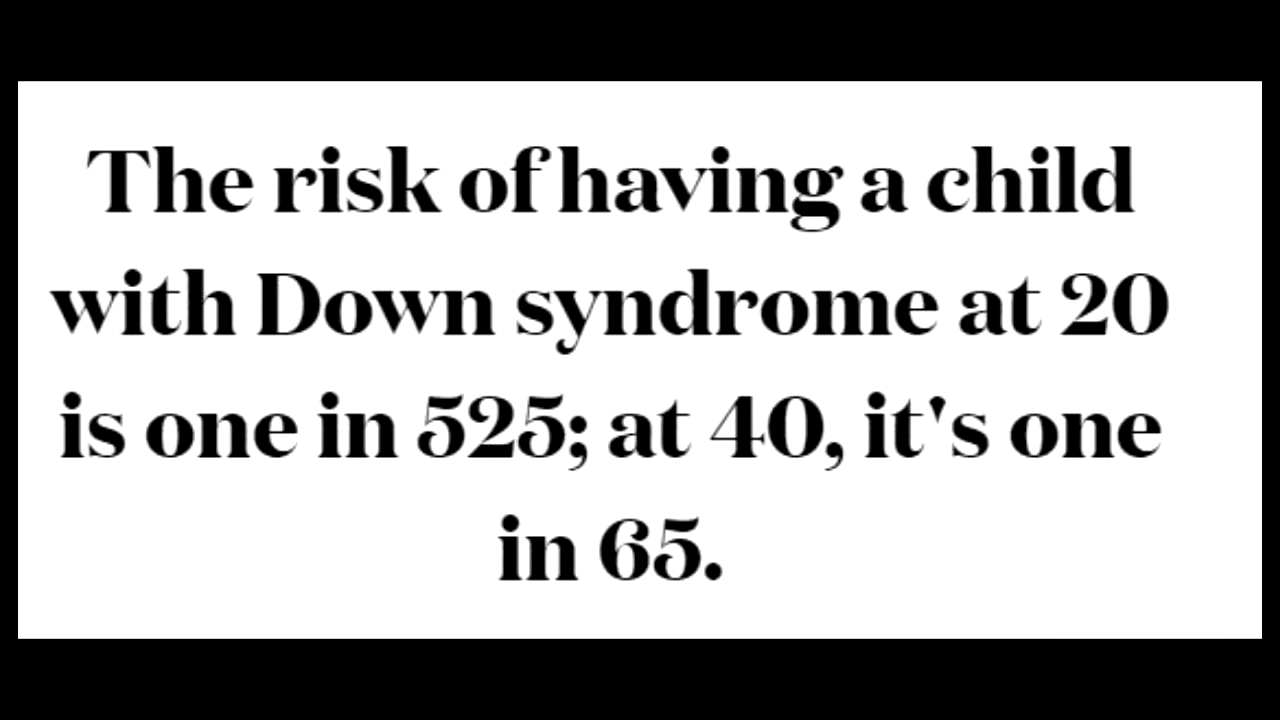 The risk of having a child
with Down syndrome at 20
is one in 525; at 40, it's one
in 65.